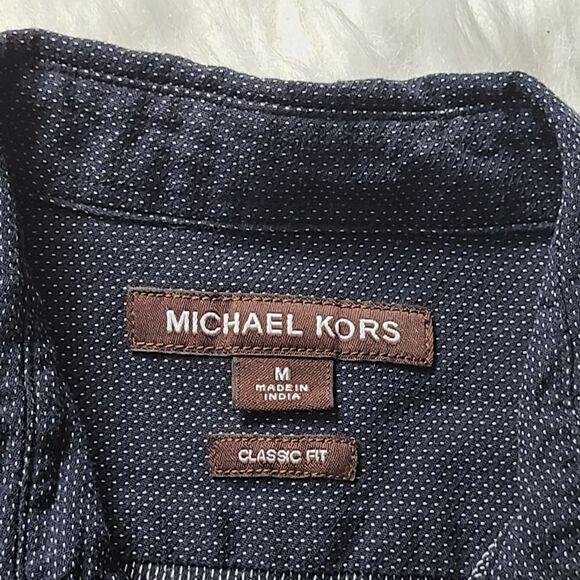 MICHAEL KORS
M
MADE IN
INDIA
CLASSIC FIT